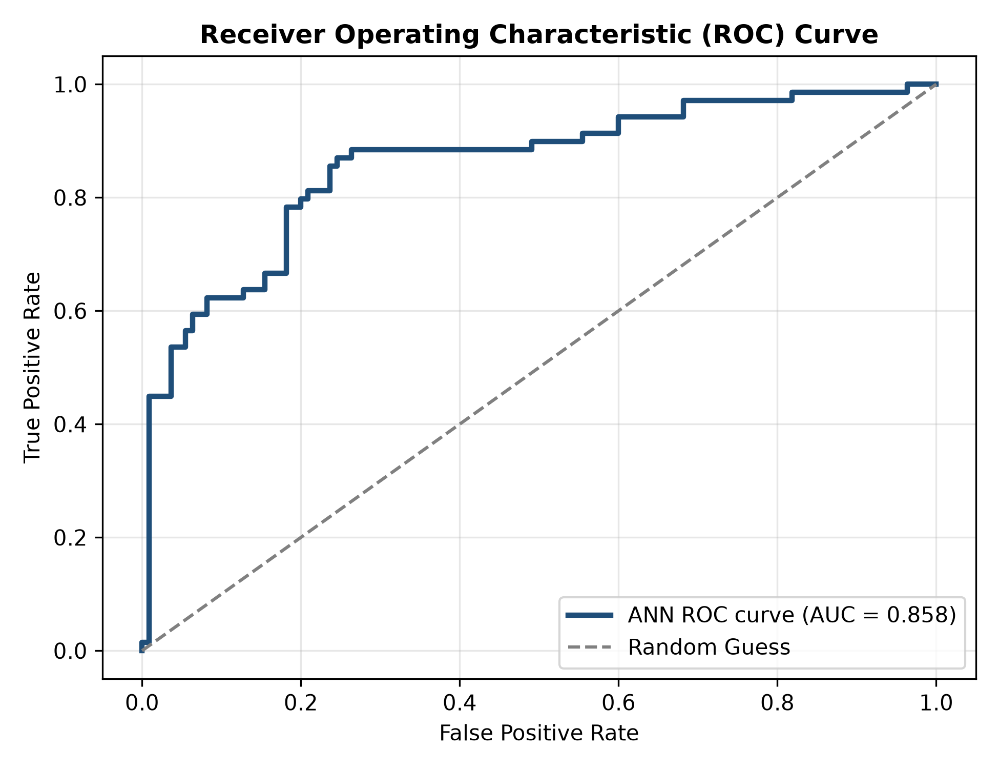 Receiver Operating Characteristic (ROC) Curve
True Positive Rate
1.0
0.8
0.6
0.4
0.2
0.0
ANN ROC curve (AUC = 0.858)
Random Guess
0.0 0.2 0.4 0.6 0.8 1.0
False Positive Rate